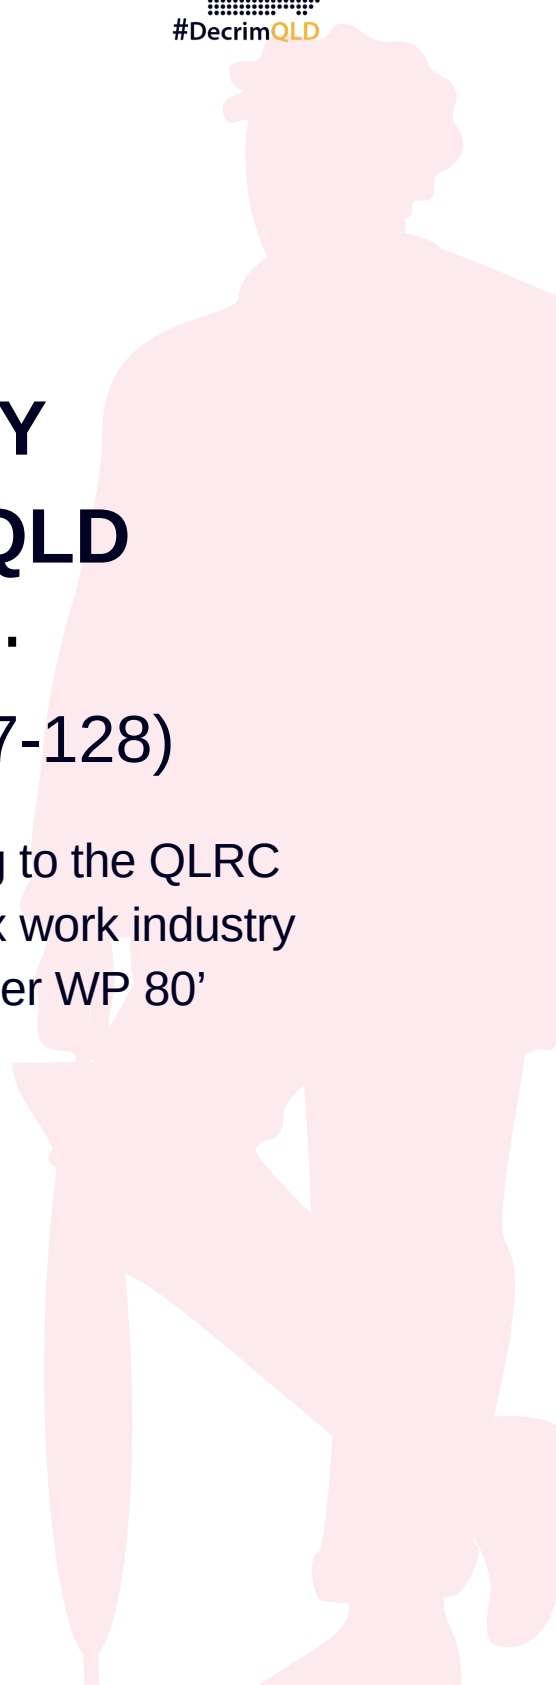 #DecrimQLD
Y
QLD
.
7-128)
g to the QLRC
x work industry
er WP 80’